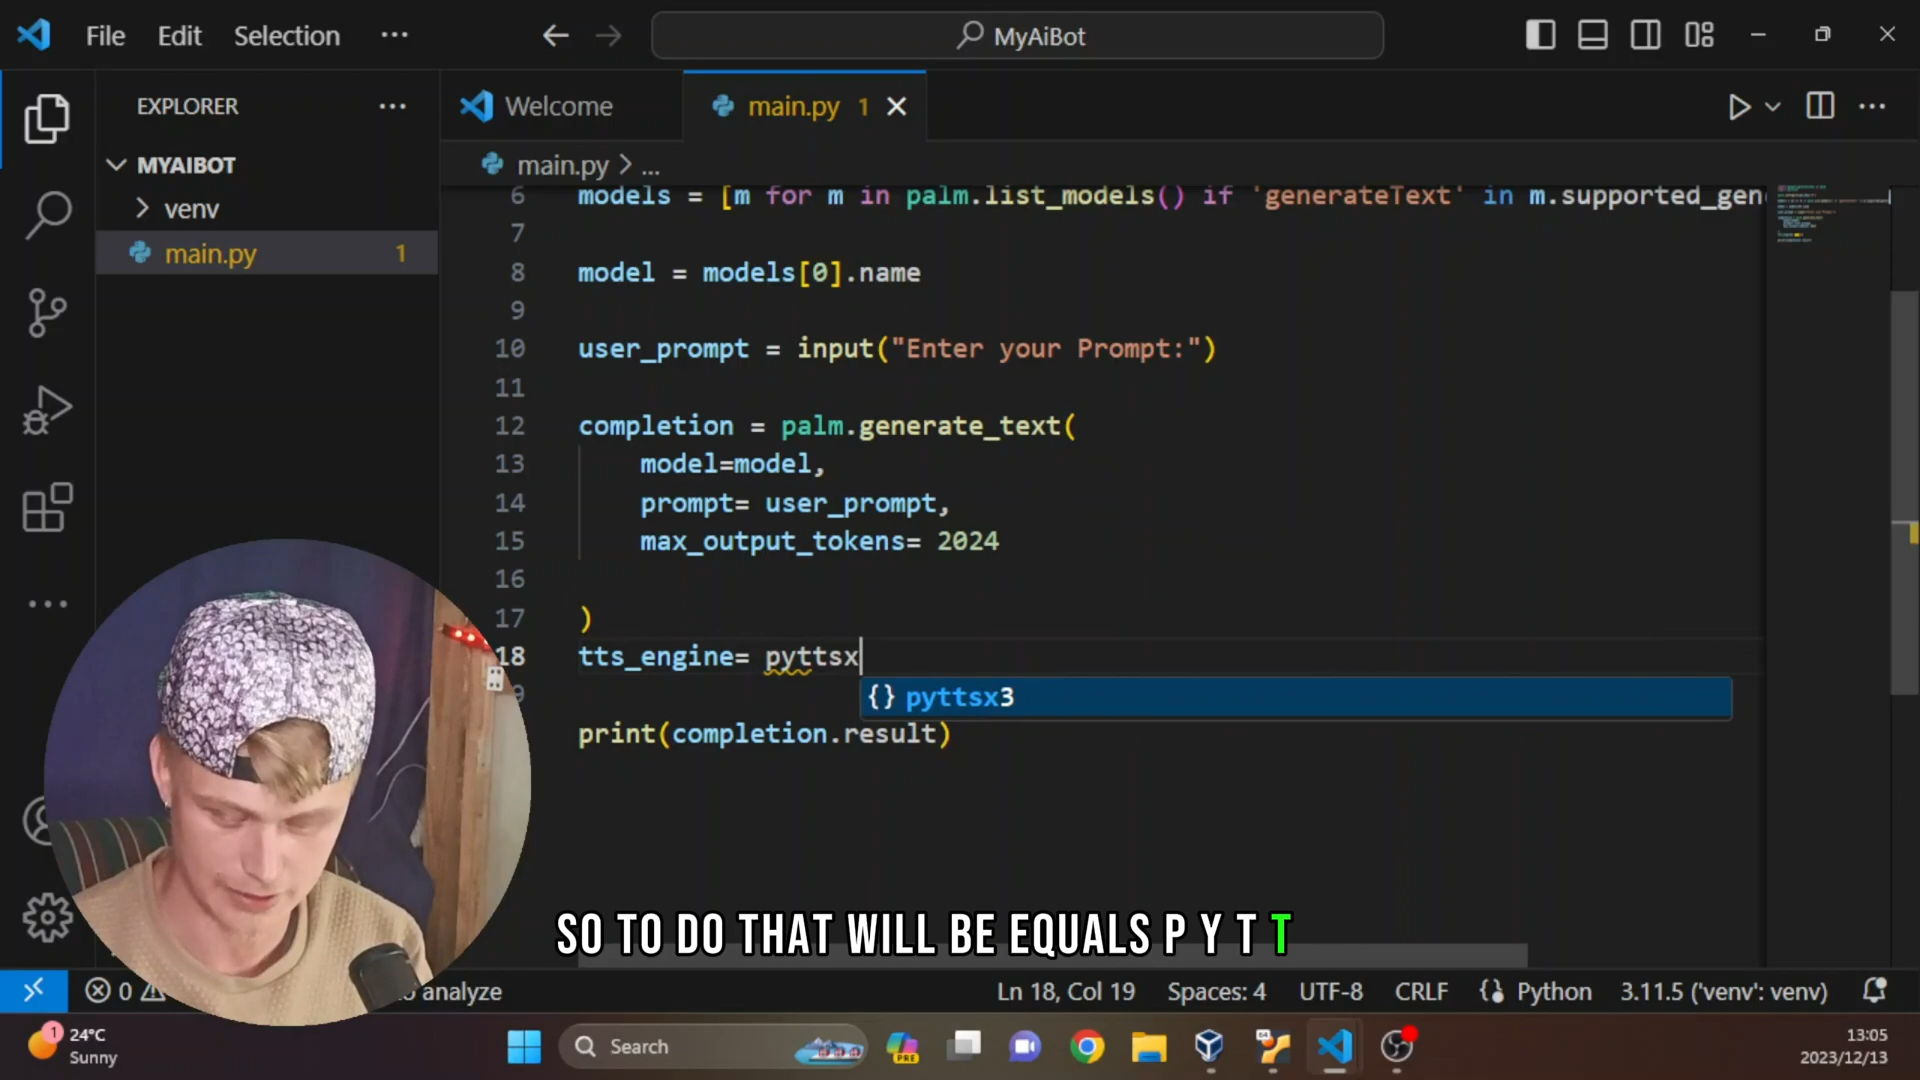 File Edit Selection ···
MyAiBot
EXPLORER ···
Welcome
main.py 1
MYAIBOT
venv
main.py 1
main.py > ...
6 models = [m for m in palm.list_models() if 'generateText' in m.supported_gen
7
8 model = models[0].name
9
10 user_prompt = input("Enter your Prompt:")
11
12 completion = palm.generate_text(
13 model=model,
14 prompt= user_prompt,
15 max_output_tokens= 2024
16
17 )
18 tts_engine= pyttsx
{} pyttsx3
9
print(completion.result)
SO TO DO THAT WILL BE EQUALS P Y T T
0
analyze
Ln 18, Col 19
Spaces: 4
UTF-8
CRLF
Python
3.11.5 ('venv': venv)
1
24°C
Sunny
Search
PRE
64
13:05
2023/12/13